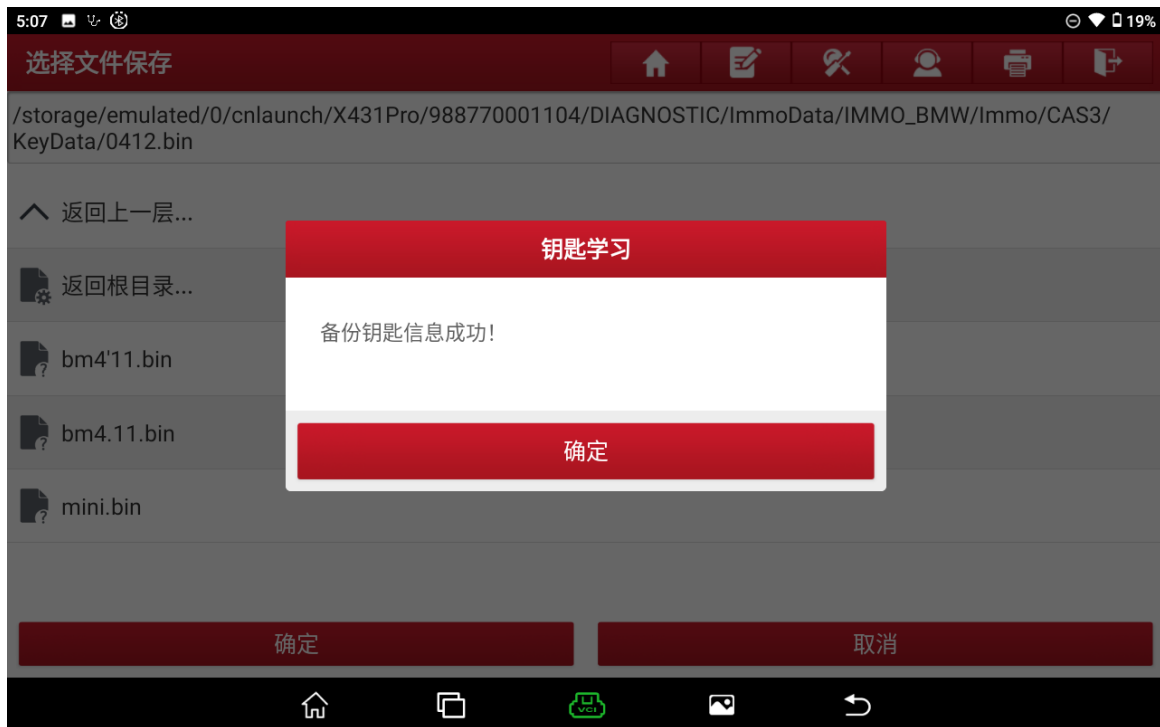 5:07
19%
选择文件保存
/storage/emulated/0/cnlaunch/X431Pro/988770001104/DIAGNOSTIC/ImmoData/IMMO_BMW/Immo/CAS3/
KeyData/0412.bin
返回上一层...
钥匙学习
返回根目录...
备份钥匙信息成功!
bm4'11.bin
bm4.11.bin
确定
mini.bin
确定
取消
VCI